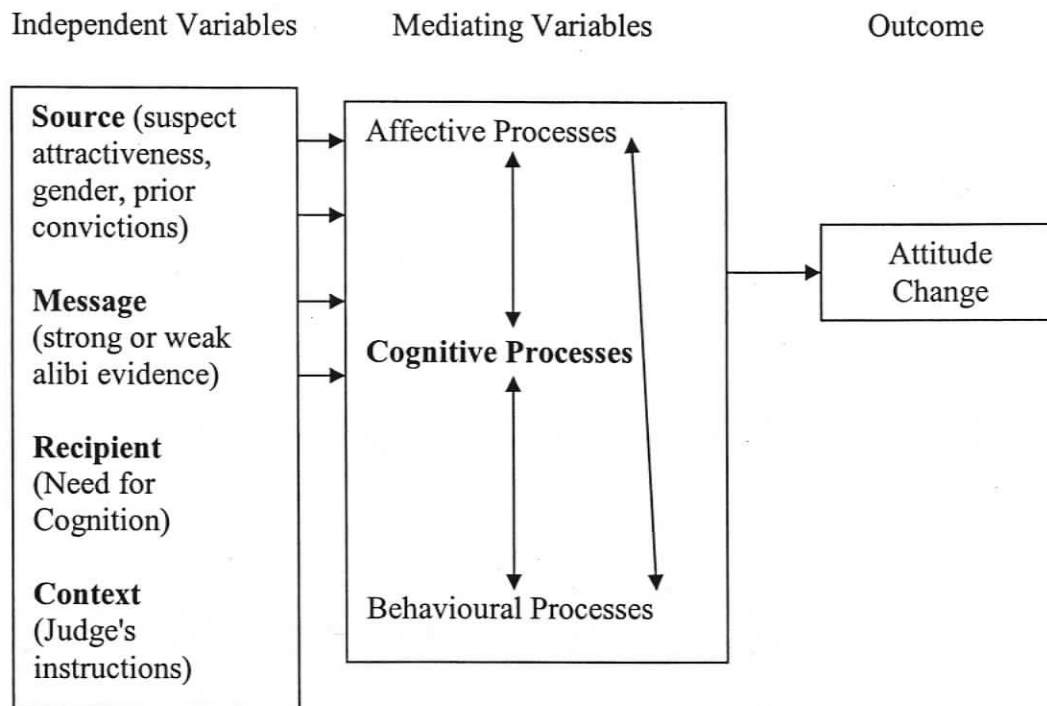 Independent Variables
Mediating Variables
Outcome
Source (suspect
attractiveness,
gender, prior
convictions)
Message
(strong or weak
alibi evidence)
Recipient
(Need for
Cognition)
Context
(Judge's
instructions)
Affective Processes
Cognitive Processes
Behavioural Processes
Attitude
Change